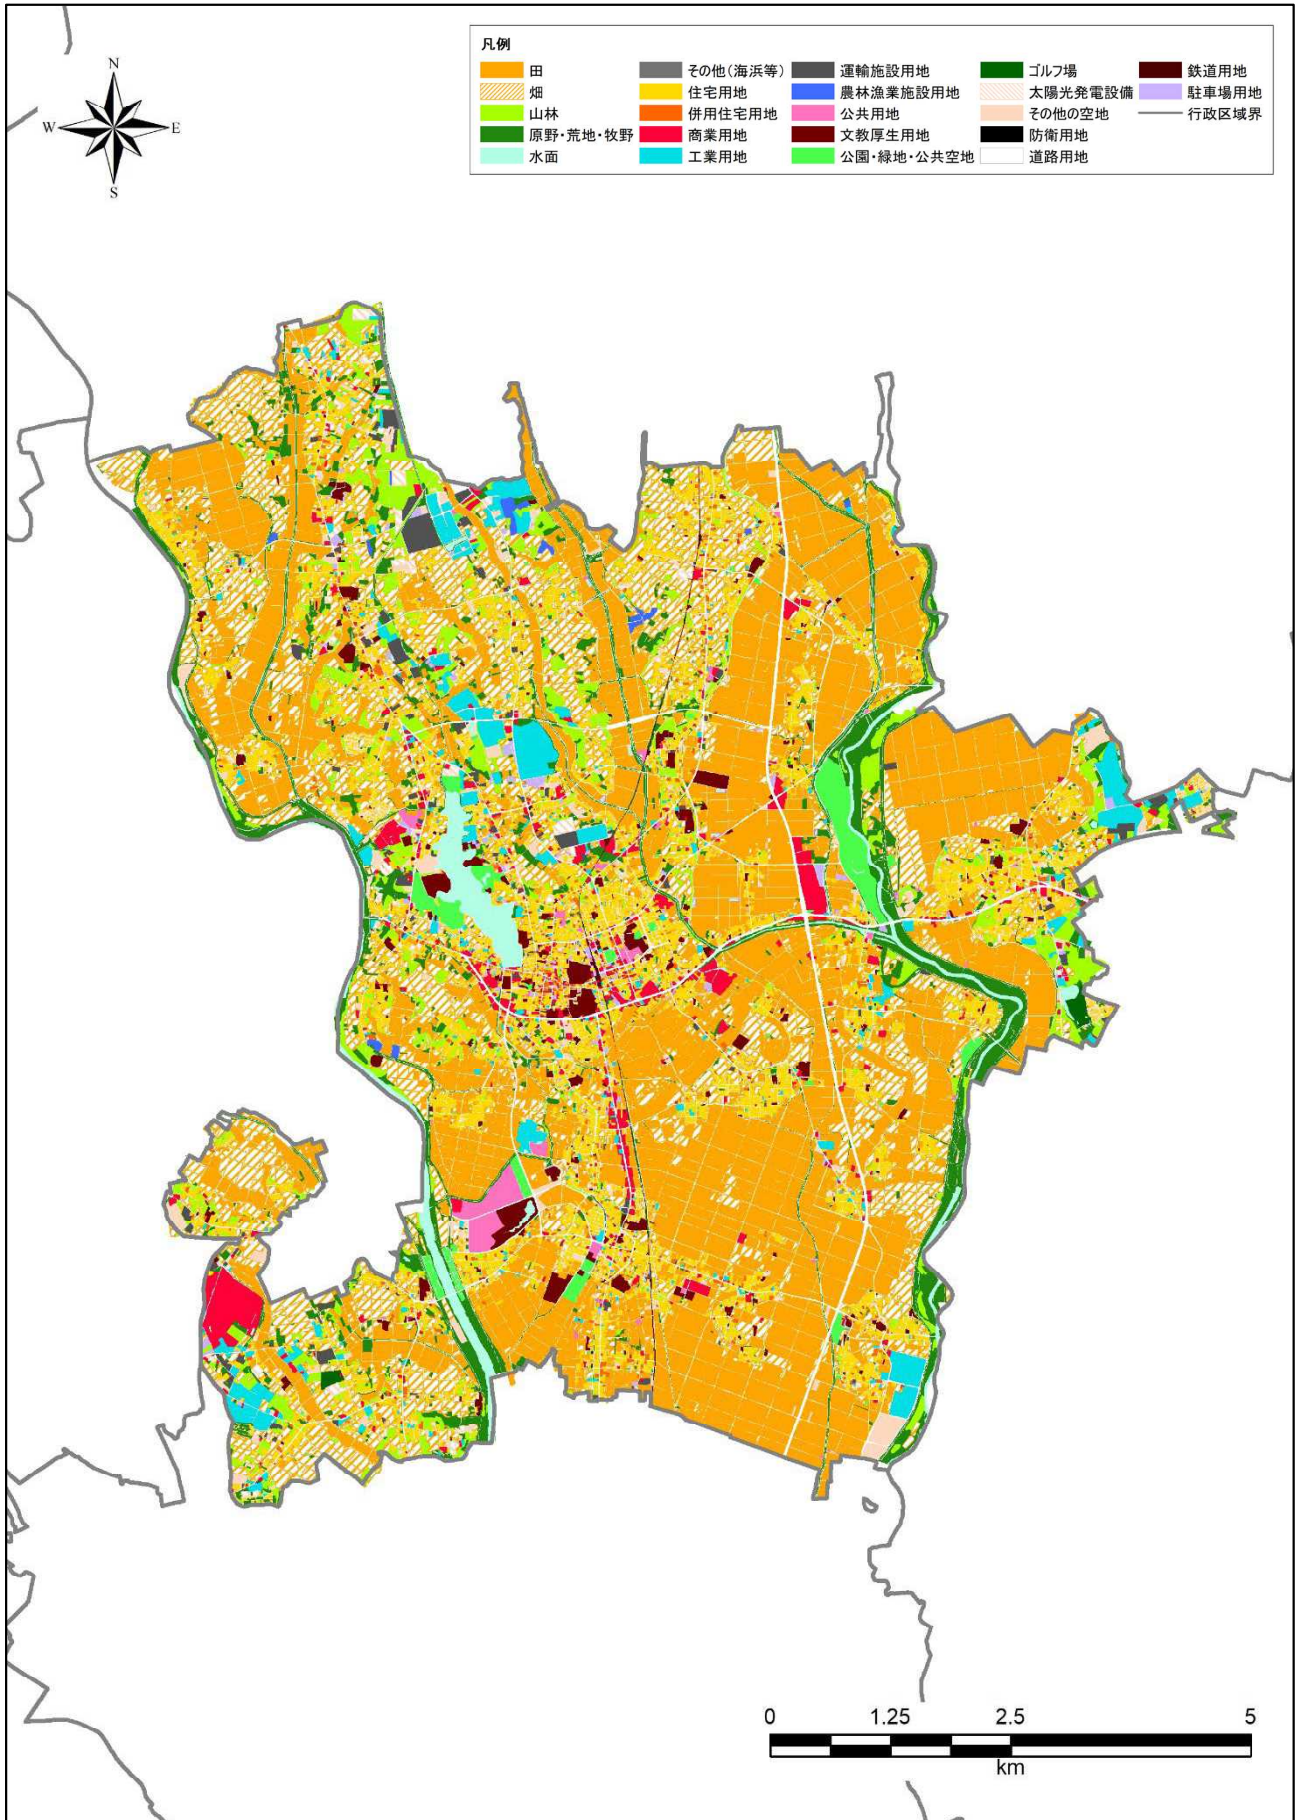 凡例
田
畑
山林
原野・荒地・牧野
水面
その他(海浜等)
住宅用地
併用住宅用地
商業用地
工業用地
運輸施設用地
農林漁業施設用地
公共用地
文教厚生用地
公園・緑地・公共空地
ゴルフ場
太陽光発電設備
その他の空地
防衛用地
道路用地
鉄道用地
駐車場用地
行政区域界
N
W E
S
0 1.25 2.5 5
km